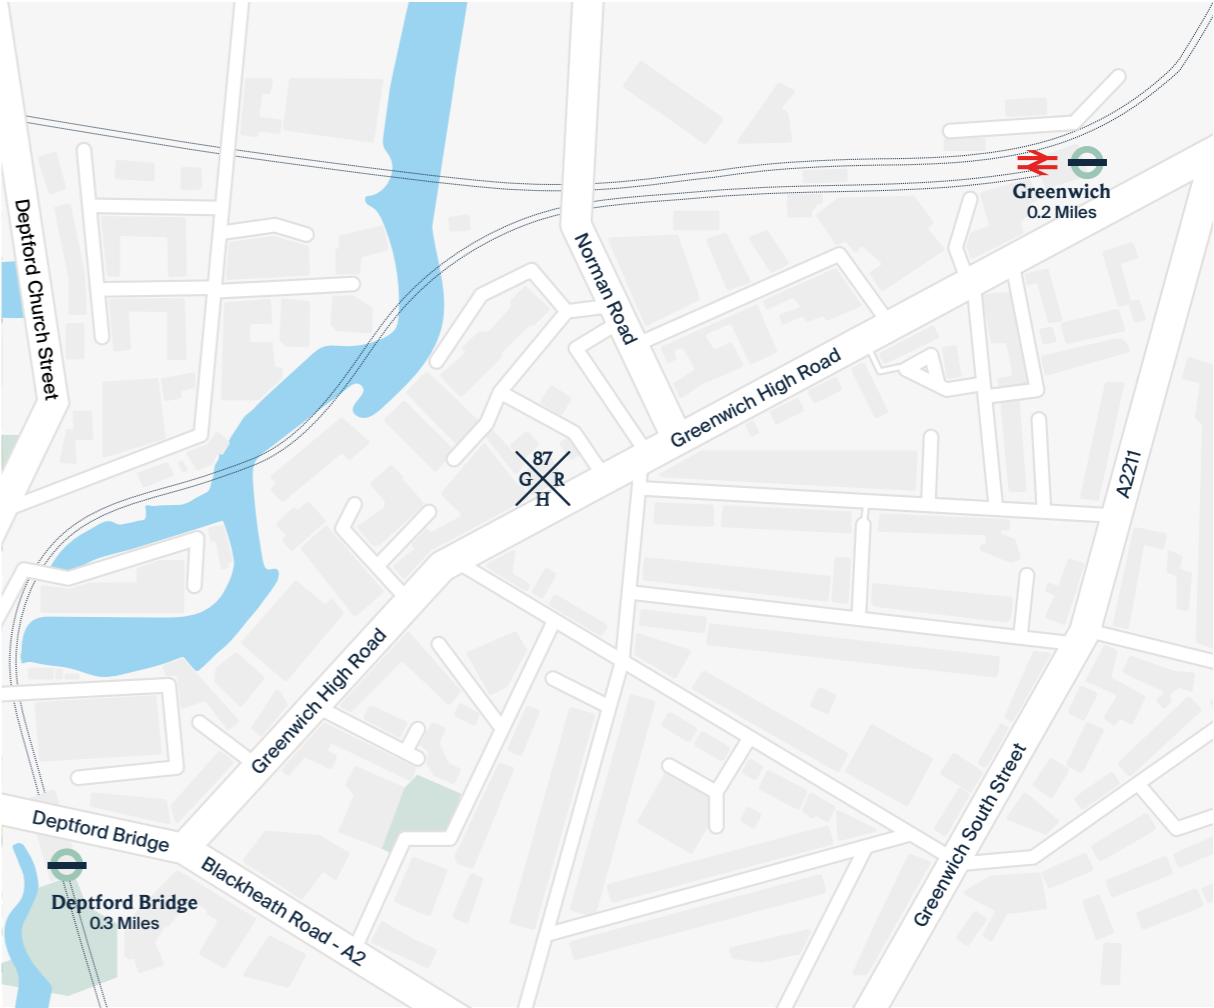 Greenwich
0.2 Miles
Deptford Church Street
Norman Road
Greenwich High Road
87
G R
H
A2211
Greenwich High Road
Greenwich South Street
Deptford Bridge
Blackheath Road - A2
Deptford Bridge
0.3 Miles